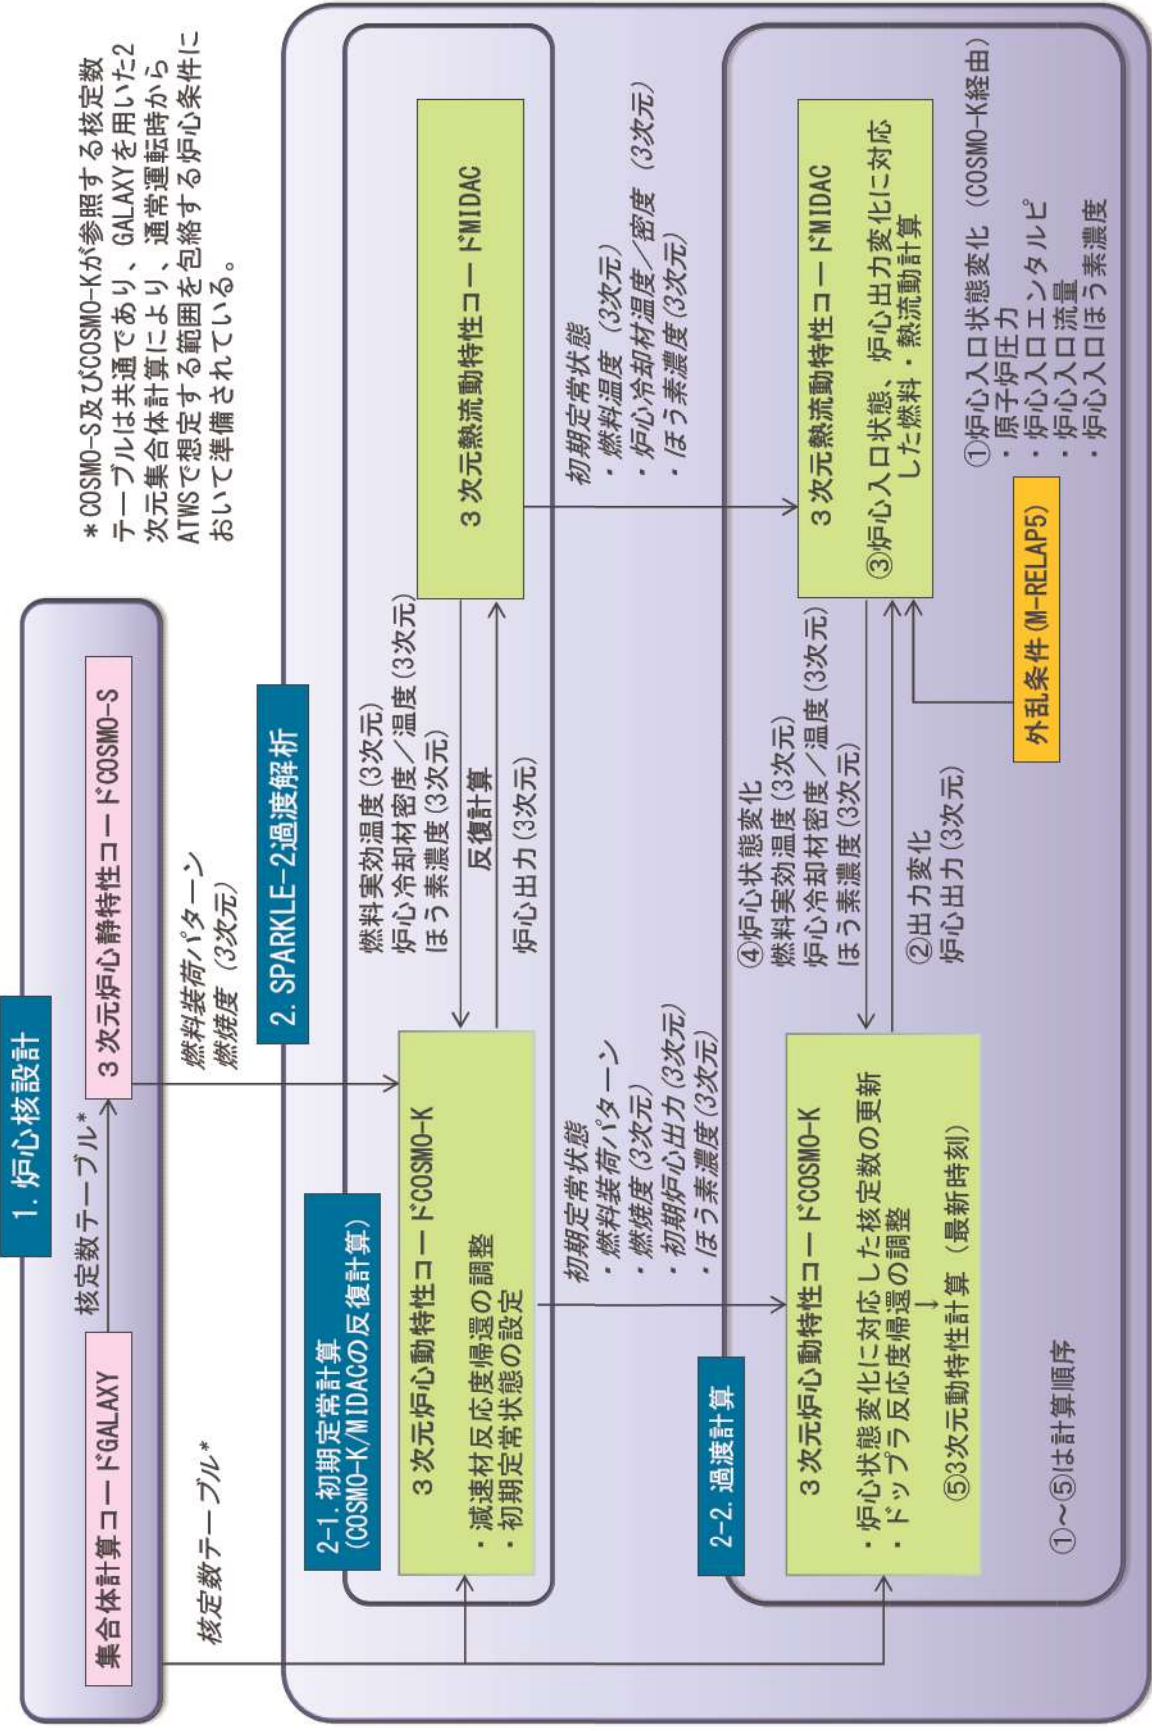 1. 炉心核設計
集合体計算コードGALAXY
核定数テーブル*
3次元炉心静特性コードCOSMO-S
*COSMO-S及びCOSMO-Kが参照する核定数
テーブルは共通であり、GALAXYを用いた2
次元集合体計算により、通常運転時から
ATWSで想定する範囲を包絡する炉心条件に
おいて準備されている。
核定数テーブル*
燃料装荷パターン
燃焼度(3次元)
2. SPARKLE-2過渡解析
2-1. 初期定常計算
(COSMO-K/MIDACの反復計算)
3次元炉心動特性コードCOSMO-K
・減速材反応度帰還の調整
・初期定常状態の設定
燃料実効温度(3次元)
炉心冷却材密度/温度(3次元)
ほう素濃度(3次元)
反復計算
炉心出力(3次元)
3次元熱流動特性コードMIDAC
初期定常状態
・燃料装荷パターン
・燃焼度(3次元)
・初期炉心出力(3次元)
・ほう素濃度(3次元)
初期定常状態
・燃料温度(3次元)
・炉心冷却材温度/密度(3次元)
・ほう素濃度(3次元)
2-2. 過渡計算
3次元炉心動特性コードCOSMO-K
・炉心状態変化に対応した核定数の更新
・ドップラ反応度帰還の調整
↓
⑤3次元動特性計算(最新時刻)
④炉心状態変化
燃料実効温度(3次元)
炉心冷却材密度/温度(3次元)
ほう素濃度(3次元)
②出力変化
炉心出力(3次元)
3次元熱流動特性コードMIDAC
③炉心入口状態、炉心出力変化に対応
した燃料・熱流動計算
外乱条件(M-RELAP5)
①炉心入口状態変化(COSMO-K経由)
・原子炉圧力
・炉心入口エンタルピ
・炉心入口流量
・炉心入口ほう素濃度
①~⑤は計算順序